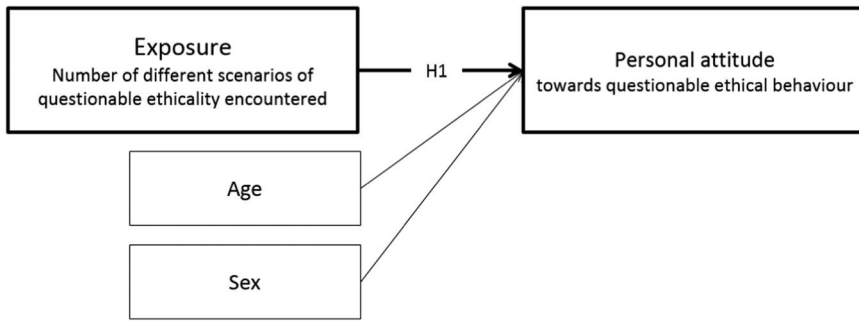 Exposure
Number of different scenarios of
questionable ethicality encountered
H1
Personal attitude
towards questionable ethical behaviour
Age
Sex